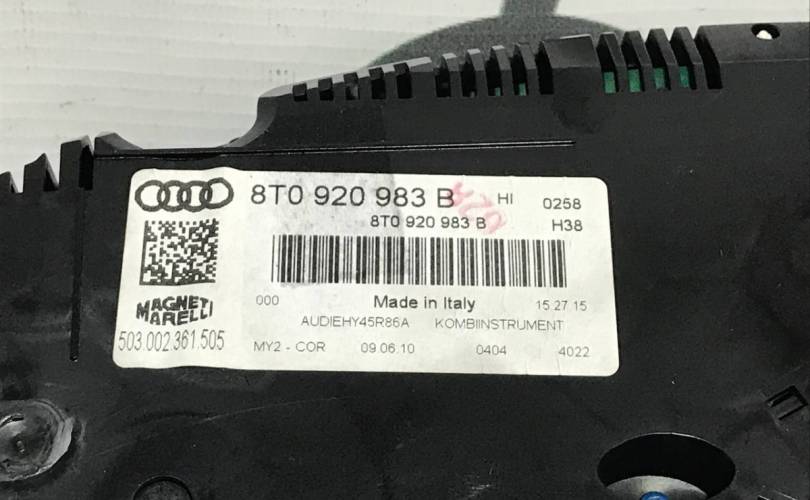 8T0 920 983 B HI 0258
8T0 920 983 B H38
MAGNETI
MARELLI
503.002.361.505
000 Made in Italy 15 27 15
AUDIEHY45R86A KOMBIINSTRUMENT
MY2 - COR 09.06.10 0404 4022